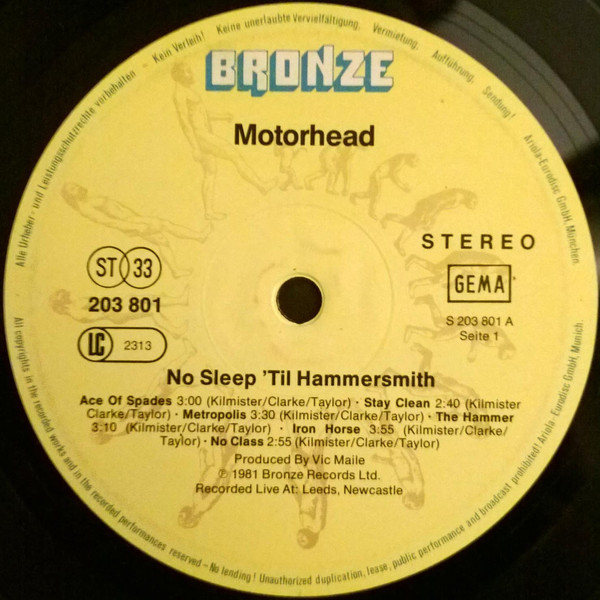 Alle Urheber- und Leistungsschutzrechte vorbehalten – Kein Verleih! Keine unerlaubte Vervielfältigung, Vermietung, Aufführung, Sendung! Ariola-Eurodisc GmbH, München
BRONZE
Motorhead
STEREO
ST 33
GEMA
203 801
S 203 801 A
LC 2313
Seite 1
No Sleep 'Til Hammersmith
Ace Of Spades 3:00 (Kilmister/Clarke/Taylor) · Stay Clean 2:40 (Kilmister
Clarke/Taylor) · Metropolis 3:30 (Kilmister/Clarke/Taylor) · The Hammer
3:10 (Kilmister/Clarke/Taylor) · Iron Horse 3:55 (Kilmister/Clarke/
Taylor) · No Class 2:55 (Kilmister/Clarke/Taylor)
Produced By Vic Maile
℗ 1981 Bronze Records Ltd.
Recorded Live At: Leeds, Newcastle
All copyrights in the recorded works and in the recorded performances reserved – No lending! Unauthorized duplication, lease, public performance and broadcast prohibited! Ariola-Eurodisc GmbH, Munich